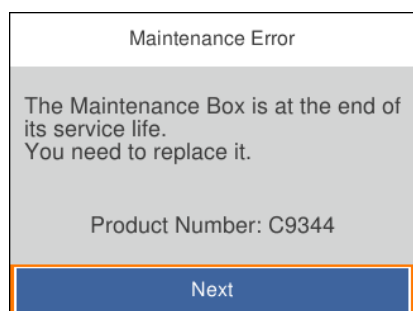 Maintenance Error
The Maintenance Box is at the end of
its service life.
You need to replace it.
Product Number: C9344
Next